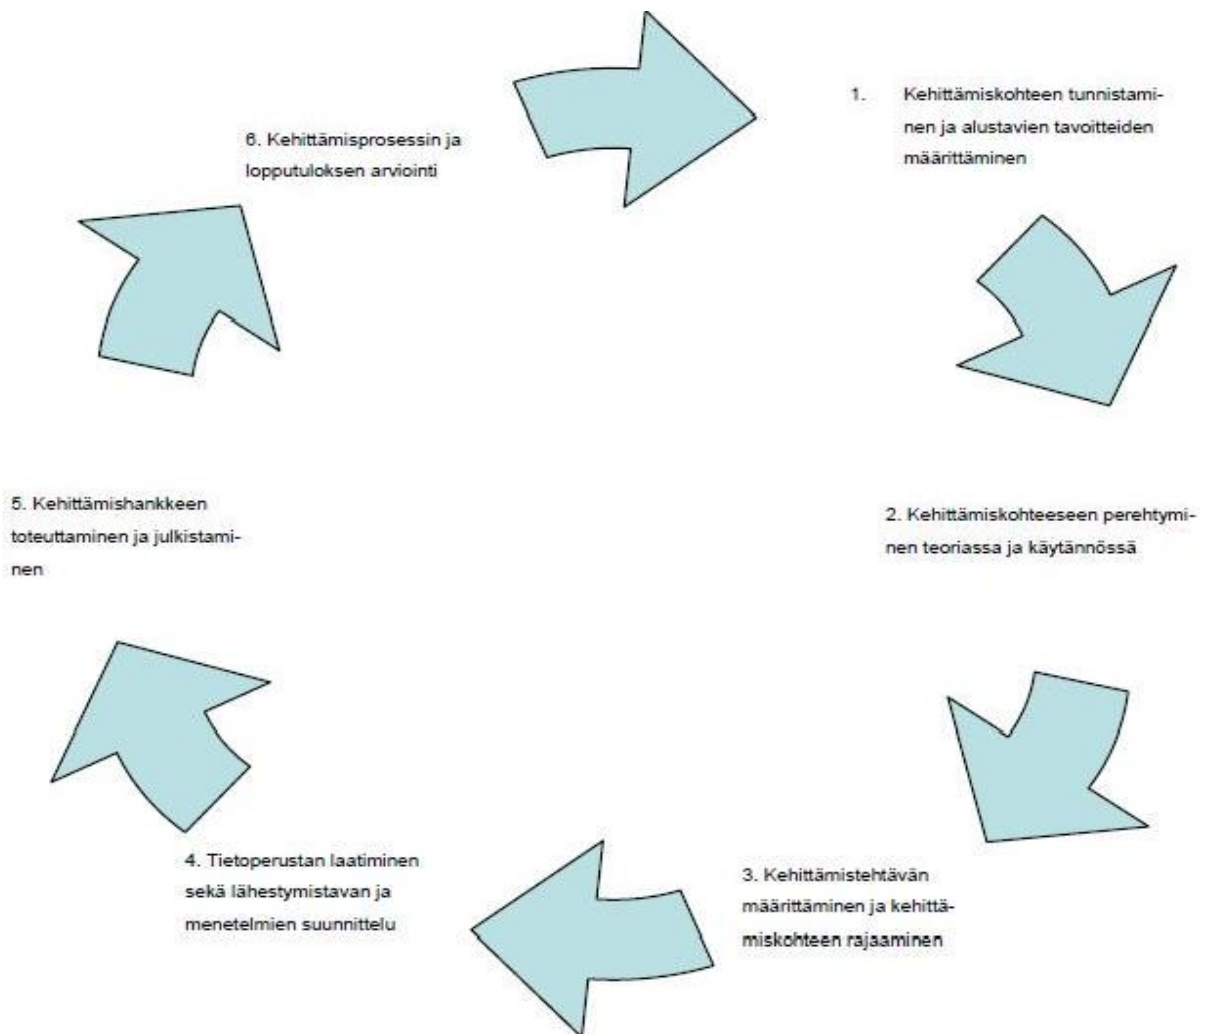 1. Kehittämiskohteen tunnistami-
nen ja alustavien tavoitteiden
määrittäminen
2. Kehittämiskohteeseen perehtymi-
nen teoriassa ja käytännössä
3. Kehittämistehtävän
määrittäminen ja kehittä-
miskohteen rajaaminen
4. Tietoperustan laatiminen
sekä lähestymistavan ja
menetelmien suunnittelu
5. Kehittämishankkeen
toteuttaminen ja julkistami-
nen
6. Kehittämisprosessin ja
lopputuloksen arviointi